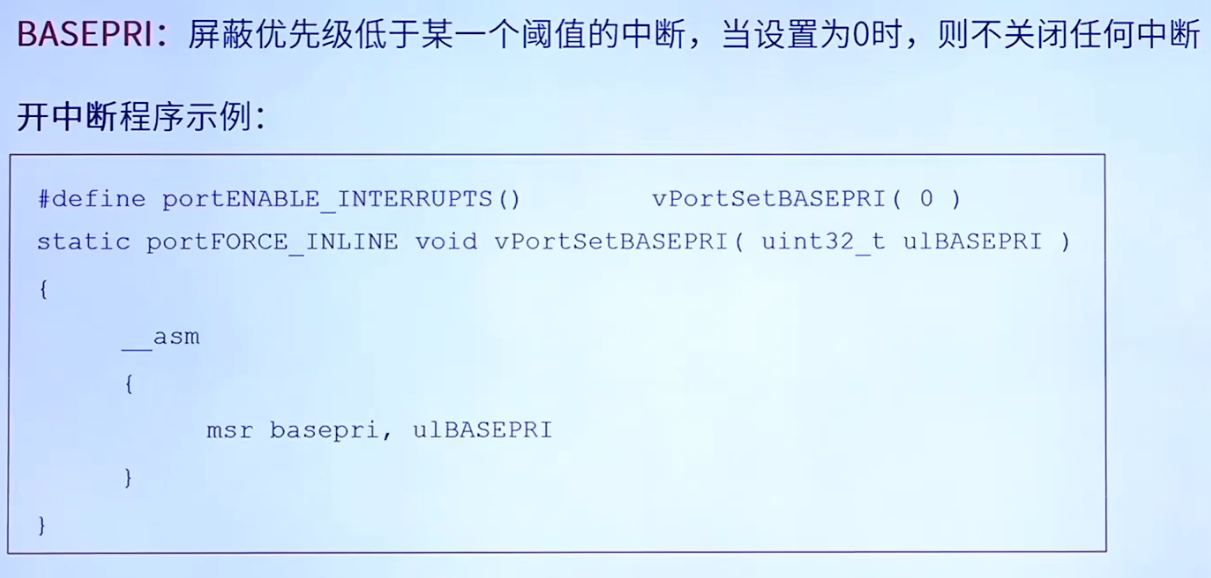 BASEPRI：屏蔽优先级低于某一个阈值的中断，当设置为0时，则不关闭任何中断
开中断程序示例：
#define portENABLE_INTERRUPTS()        vPortSetBASEPRI( 0 )
static portFORCE_INLINE void vPortSetBASEPRI( uint32_t ulBASEPRI )
{
__asm
{
msr basepri, ulBASEPRI
}
}